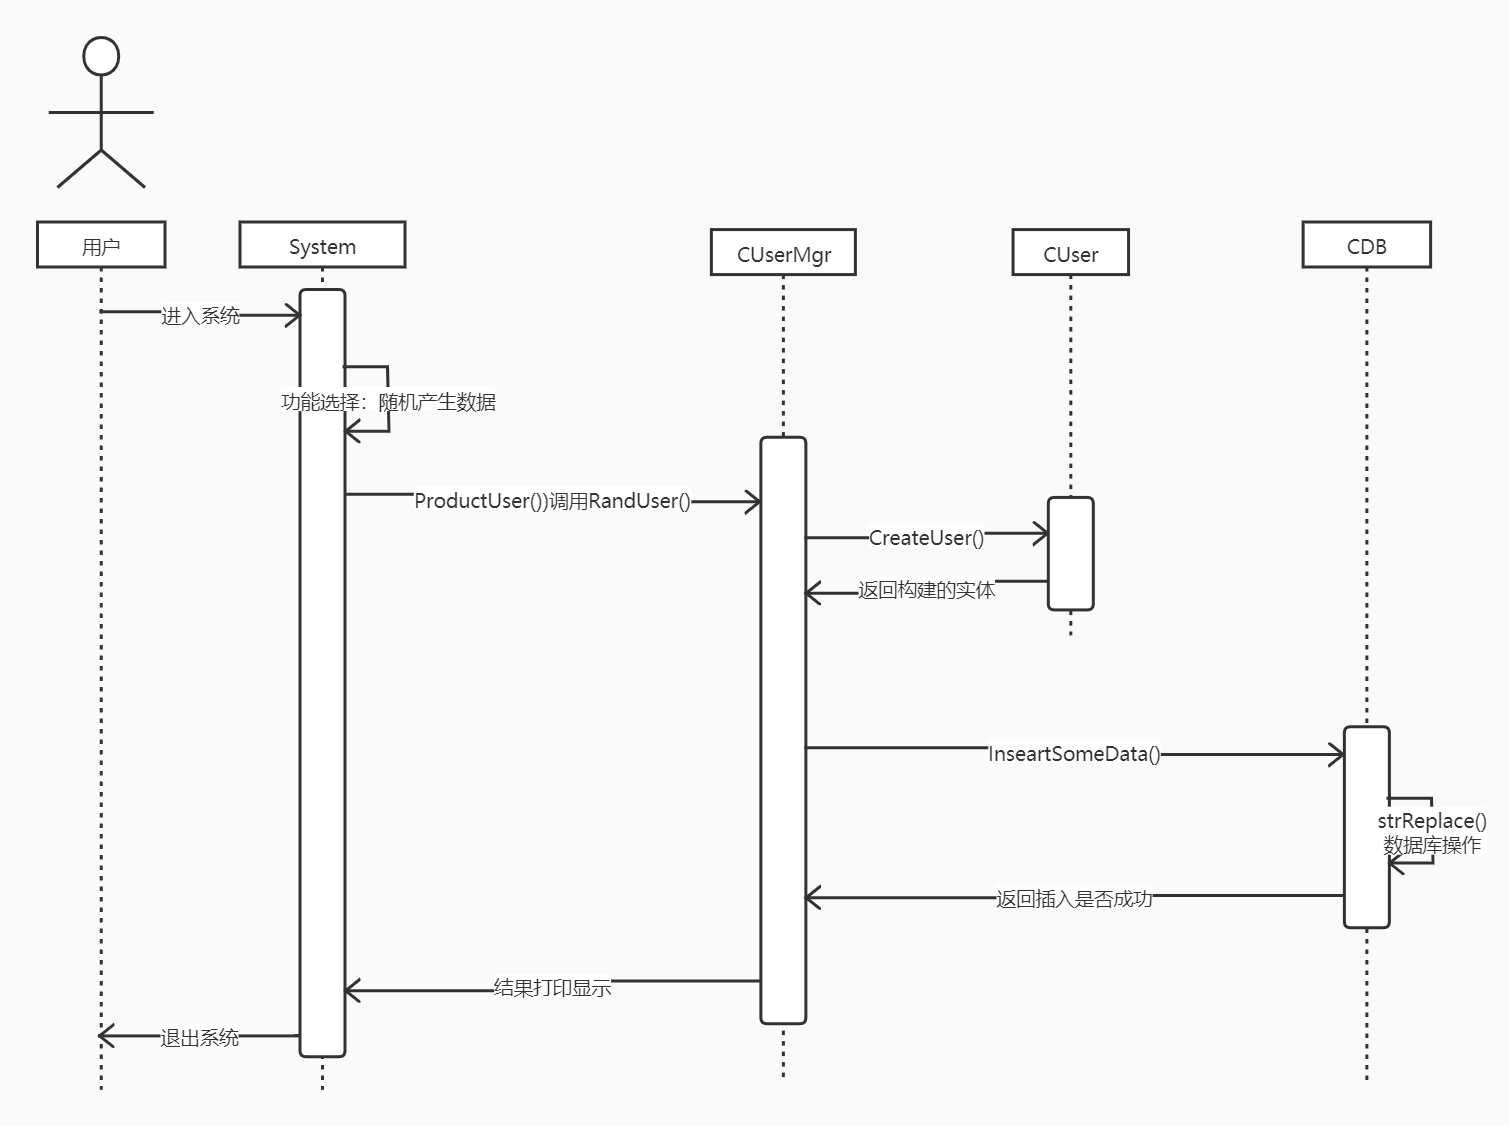 用户
System
CUserMgr
CUser
CDB
进入系统
功能选择：随机产生数据
ProductUser())调用RandUser()
CreateUser()
返回构建的实体
InseartSomeData()
strReplace()
数据库操作
返回插入是否成功
结果打印显示
退出系统